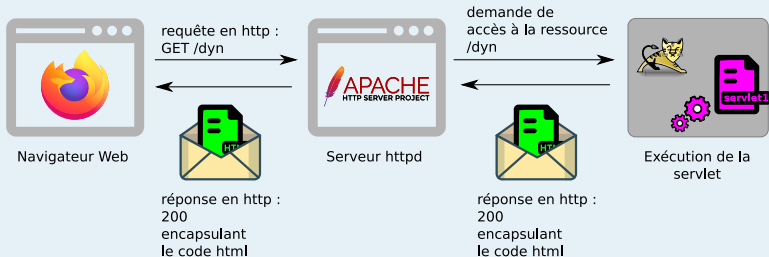 requête en http :
GET /dyn
demande de
accès à la ressource
/dyn
APACHE
HTTP SERVER PROJECT
servlet1
HTML
HTML
Navigateur Web
Serveur httpd
Exécution de la
servlet
réponse en http :
200
encapsulant
le code html
réponse en http :
200
encapsulant
le code html